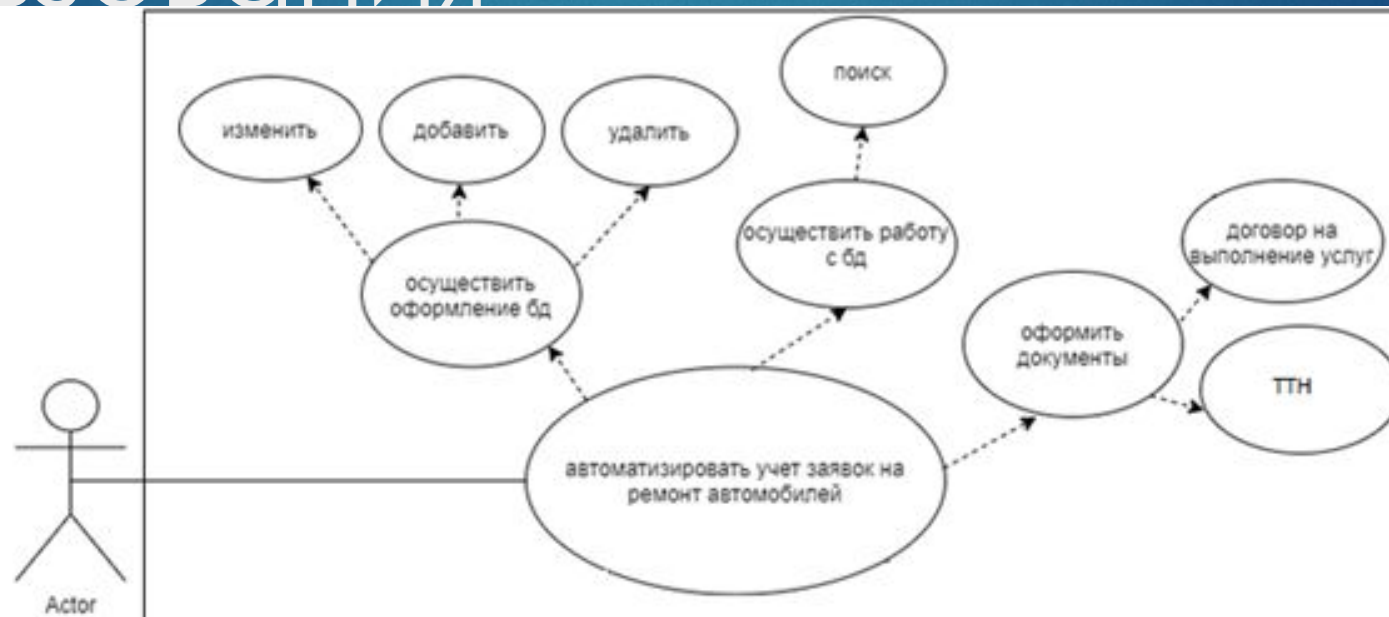 поиск
изменить
добавить
удалить
осуществить работу
с бд
договор на
выполнение услуг
осуществить
оформление бд
оформить
документы
ТТН
автоматизировать учет заявок на
ремонт автомобилей
Actor